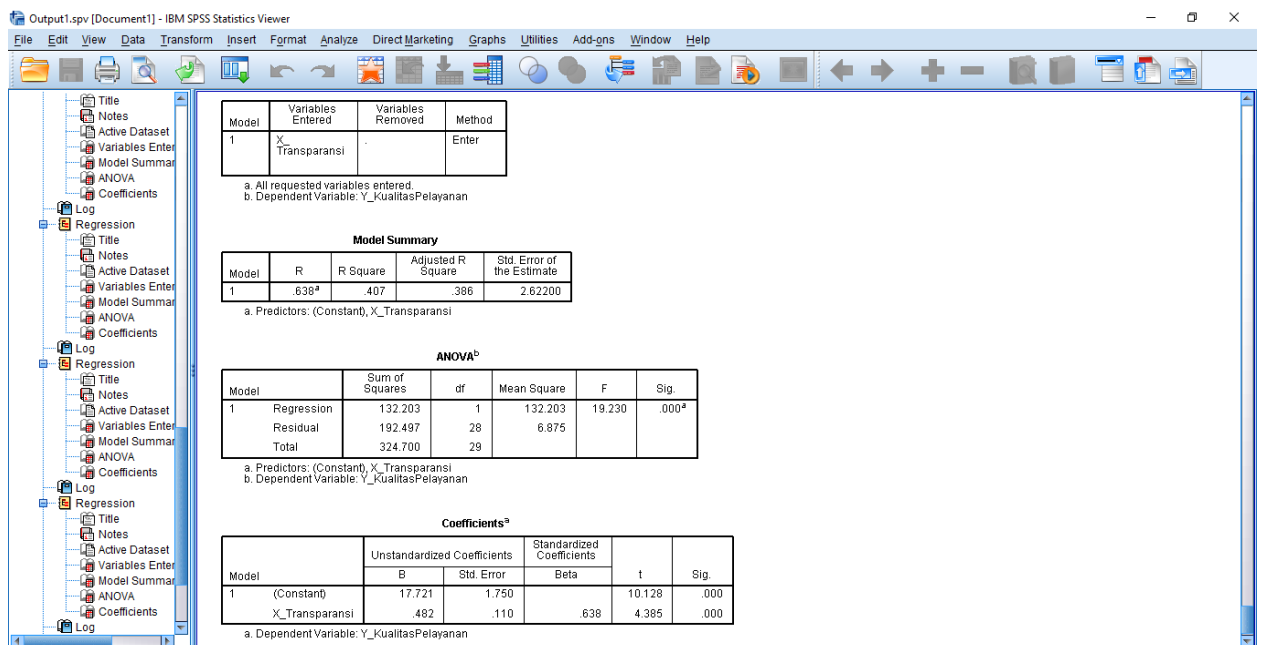 Output1.spv [Document1] - IBM SPSS Statistics Viewer
File Edit View Data Transform Insert Format Analyze Direct Marketing Graphs Utilities Add-ons Window Help
Title
Notes
Active Dataset
Variables Enter
Model Summar
ANOVA
Coefficients
Log
Regression
Title
Notes
Active Dataset
Variables Enter
Model Summar
ANOVA
Coefficients
Log
Regression
Title
Notes
Active Dataset
Variables Enter
Model Summar
ANOVA
Coefficients
Log
Regression
Title
Notes
Active Dataset
Variables Enter
Model Summar
ANOVA
Coefficients
Log
Model Variables Entered Variables Removed Method
1 X_Transparansi . Enter
a. All requested variables entered.
b. Dependent Variable: Y_KualitasPelayanan
Model Summary
Model R R Square Adjusted R Square Std. Error of the Estimate
1 .638a .407 .386 2.62200
a. Predictors: (Constant), X_Transparansi
ANOVAb
Model Sum of Squares df Mean Square F Sig.
1 Regression 132.203 1 132.203 19.230 .000a
Residual 192.497 28 6.875
Total 324.700 29
a. Predictors: (Constant), X_Transparansi
b. Dependent Variable: Y_KualitasPelayanan
Coefficientsa
Unstandardized Coefficients Standardized Coefficients
Model B Std. Error Beta t Sig.
1 (Constant) 17.721 1.750 10.128 .000
X_Transparansi .482 .110 .638 4.385 .000
a. Dependent Variable: Y_KualitasPelayanan